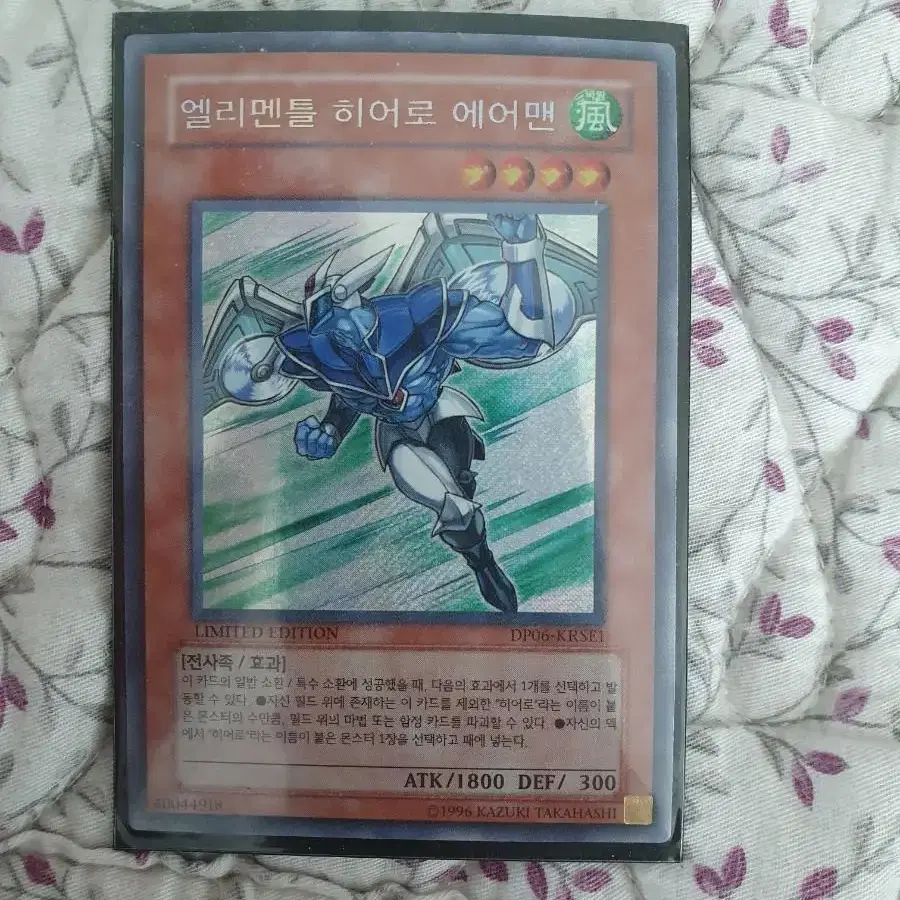 엘리멘틀 히어로 에어맨
風
LIMITED EDITION DP06-KRSE1
[전사족 / 효과]
이 카드의 일반 소환 / 특수 소환에 성공했을 때, 다음의 효과에서 1개를 선택하고 발
동할 수 있다. ●자신 필드 위에 존재하는 이 카드를 제외한 "히어로"라는 이름이 붙
은 몬스터의 수만큼, 필드 위의 마법 또는 함정 카드를 파괴할 수 있다. ●자신의 덱
에서 "히어로"라는 이름이 붙은 몬스터 1장을 선택하고 패에 넣는다.
ATK/1800 DEF/ 300
©1996 KAZUKI TAKAHASHI